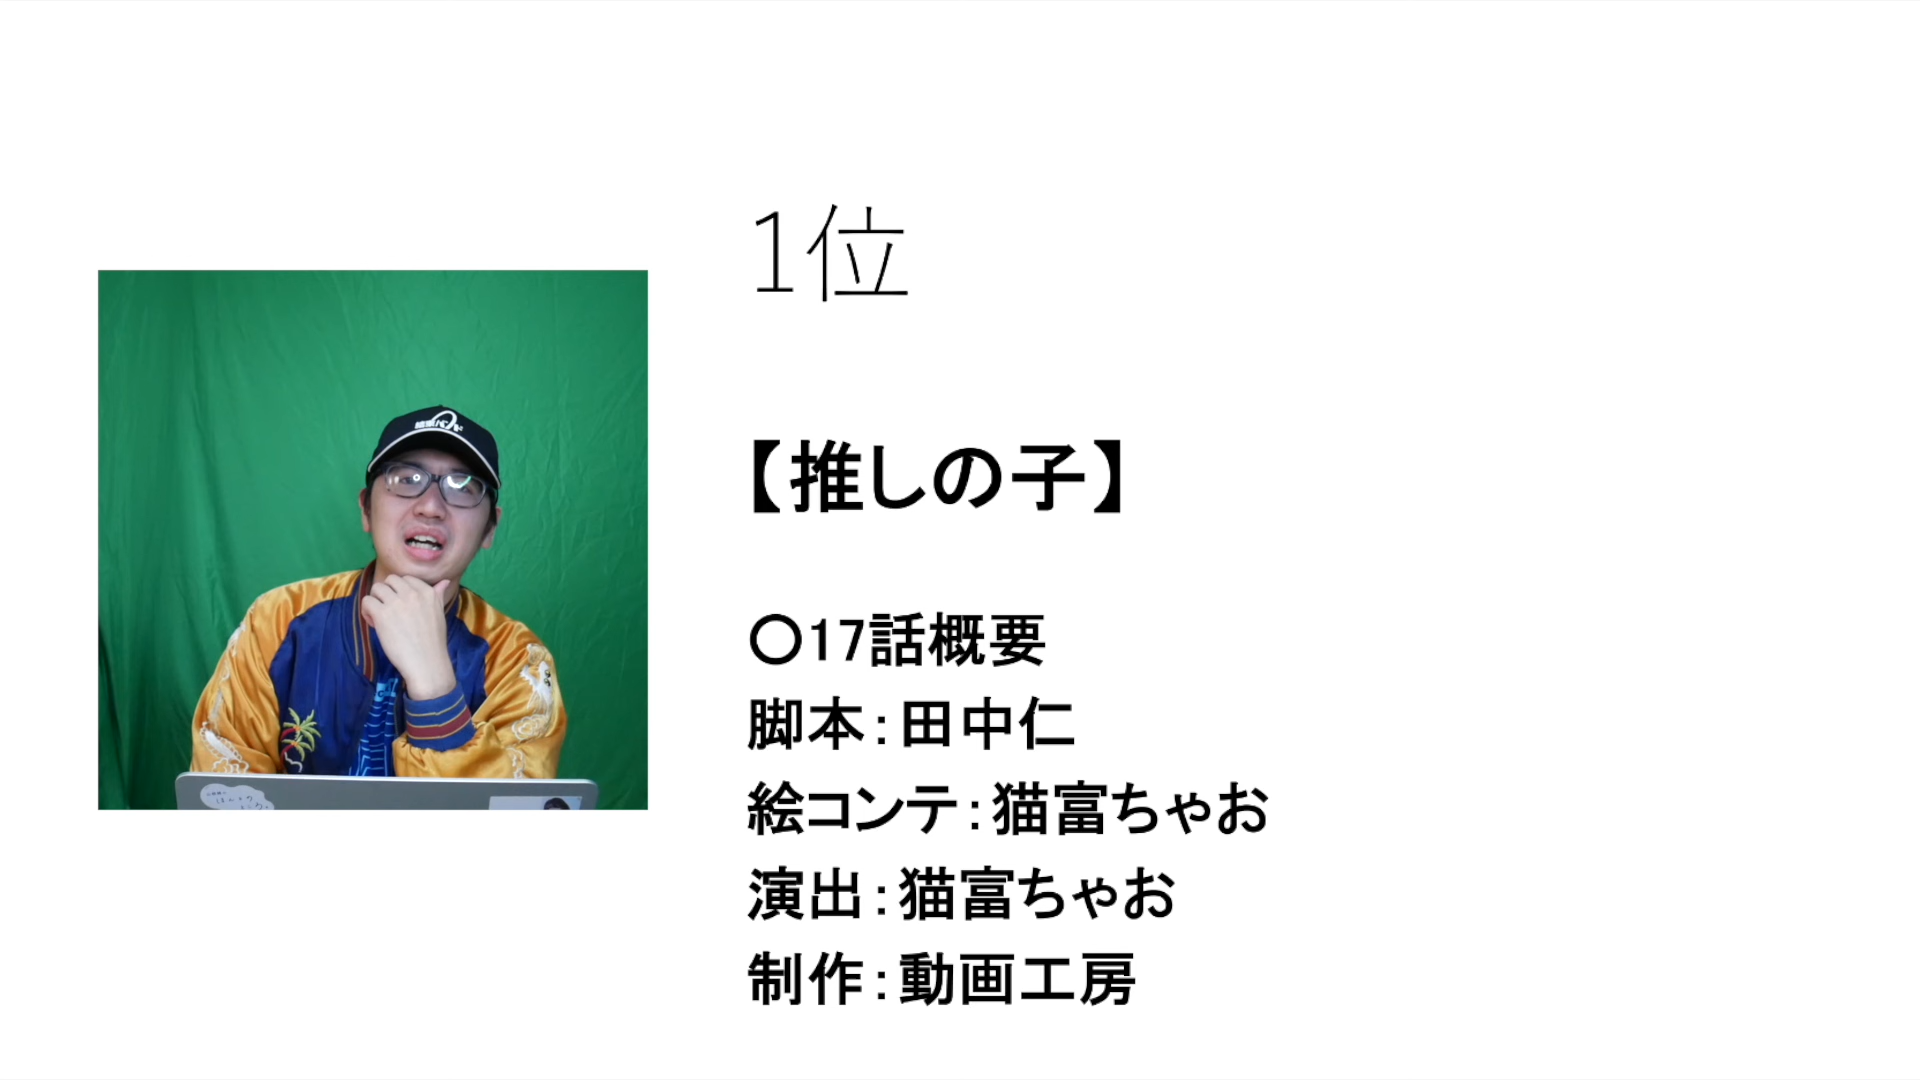 1位
【推しの子】
〇17話概要
脚本：田中仁
絵コンテ：猫富ちゃお
演出：猫富ちゃお
制作：動画工房